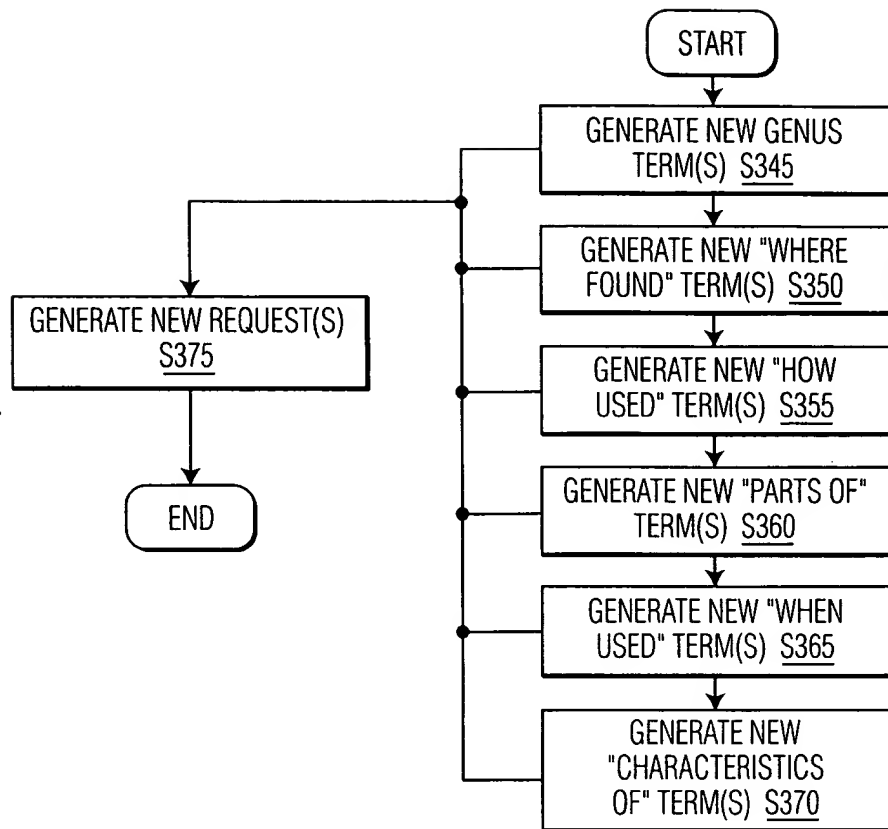 START
GENERATE NEW GENUS
TERM(S) S345
GENERATE NEW "WHERE
FOUND" TERM(S) S350
GENERATE NEW REQUEST(S)
S375
GENERATE NEW "HOW
USED" TERM(S) S355
GENERATE NEW "PARTS OF"
TERM(S) S360
END
GENERATE NEW "WHEN
USED" TERM(S) S365
GENERATE NEW
"CHARACTERISTICS
OF" TERM(S) S370